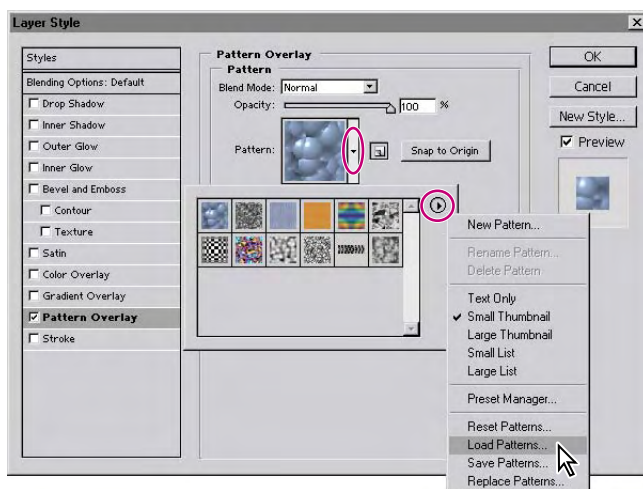 Layer Style
Styles
Blending Options: Default
Drop Shadow
Inner Shadow
Outer Glow
Inner Glow
Bevel and Emboss
Contour
Texture
Satin
Color Overlay
Gradient Overlay
Pattern Overlay
Stroke
Pattern Overlay
Pattern
Blend Mode: Normal
Opacity: 100 %
Pattern:
Snap to Origin
OK
Cancel
New Style...
Preview
New Pattern...
Rename Pattern...
Delete Pattern
Text Only
Small Thumbnail
Large Thumbnail
Small List
Large List
Preset Manager...
Reset Patterns...
Load Patterns...
Save Patterns...
Replace Patterns...